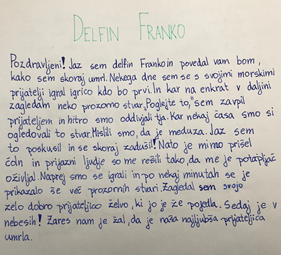 DELFIN FRANKO
Pozdravljeni! Jaz sem delfin Franko in povedal vam bom,
kako sem skoraj umrl. Nekega dne sem se s svojimi morskimi
prijatelji igral igrico kdo bo prvi. In kar na enkrat v daljini
zagledam neko prozorno stvar. "Poglejte to," sem zavpil
prijateljem in hitro smo oddivjali tja. Kar nekaj časa smo si
ogledovali to stvar. Mislili smo, da je meduza. Jaz sem
to poskusil in se skoraj zadušil! Nato je mimo prišel
čoln in prijazni ljudje so me rešili tako, da me je potapljač
oživljal. Naprej smo se igrali in po nekaj minutah se je
prikazalo še več prozornih stvari. Zagledal sem svojo
zelo dobro prijateljico želvo, ki jo je že pojedla. Sedaj je v
nebesih! Zares nam je žal, da je naša najljubša prijateljica
umrla.